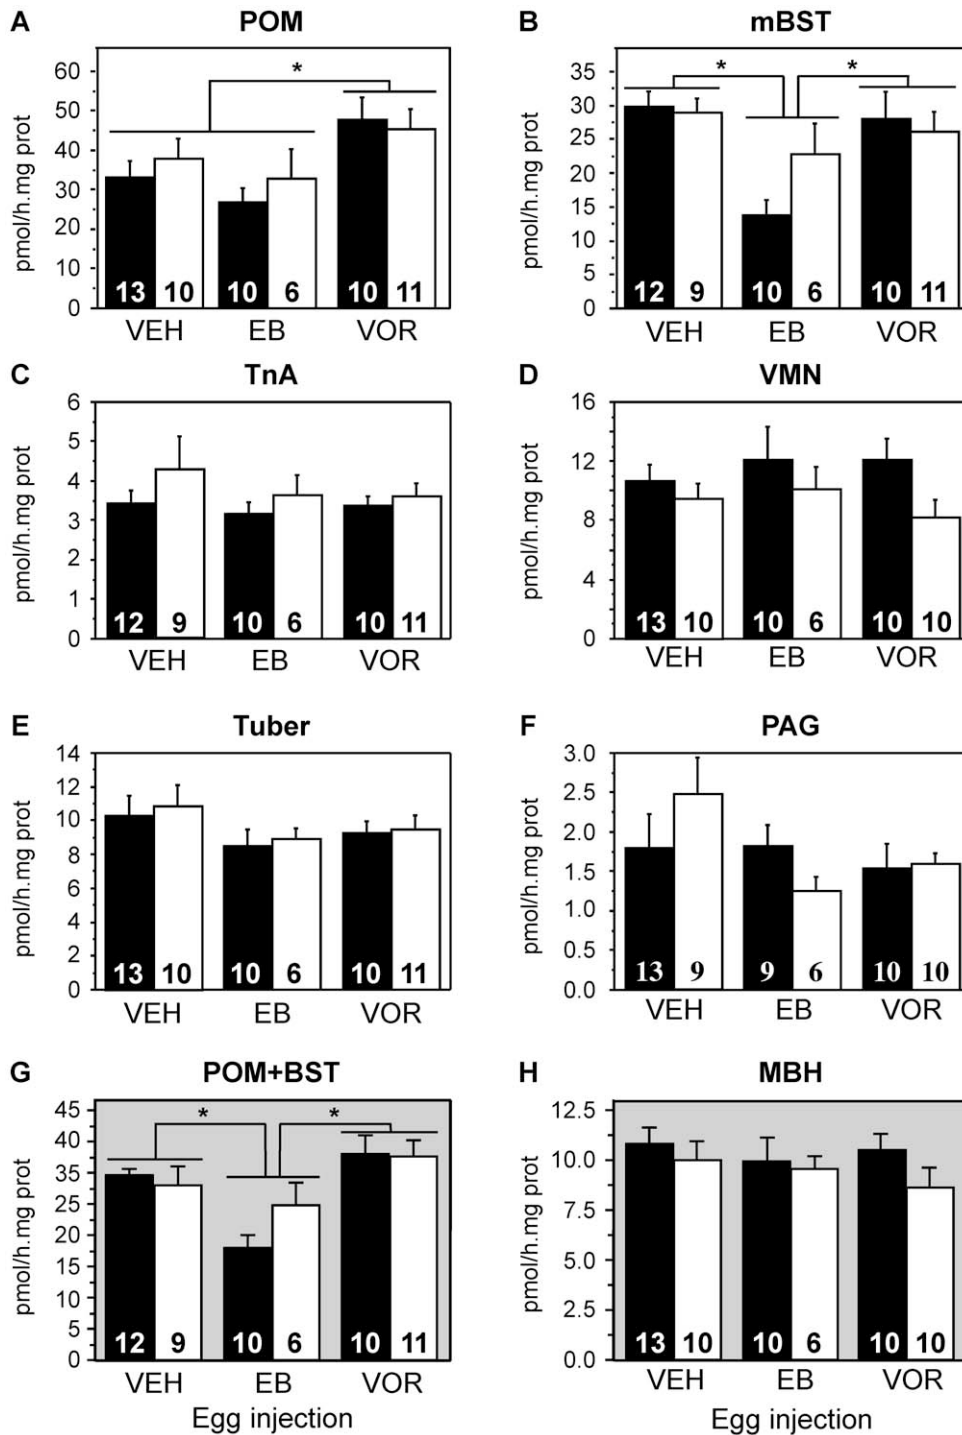 A POM
60
50
40
30
20
10
0
pmol/h.mg prot
*
13 10 10 6 10 11
VEH EB VOR
B mBST
35
30
25
20
15
10
5
0
pmol/h.mg prot
* *
12 9 10 6 10 11
VEH EB VOR
C TnA
6
5
4
3
2
1
0
pmol/h.mg prot
12 9 10 6 10 11
VEH EB VOR
D VMN
16
12
8
4
0
pmol/h.mg prot
13 10 10 6 10 10
VEH EB VOR
E Tuber
14
12
10
8
6
4
2
0
pmol/h.mg prot
13 10 10 6 10 11
VEH EB VOR
F PAG
3.0
2.5
2.0
1.5
1.0
0.5
0.0
pmol/h.mg prot
13 9 9 6 10 10
VEH EB VOR
G POM+BST
45
40
35
30
25
20
15
10
5
0
pmol/h.mg prot
* *
12 9 10 6 10 11
VEH EB VOR
Egg injection
H MBH
12.5
10.0
7.5
5.0
2.5
0.0
pmol/h.mg prot
13 10 10 6 10 10
VEH EB VOR
Egg injection